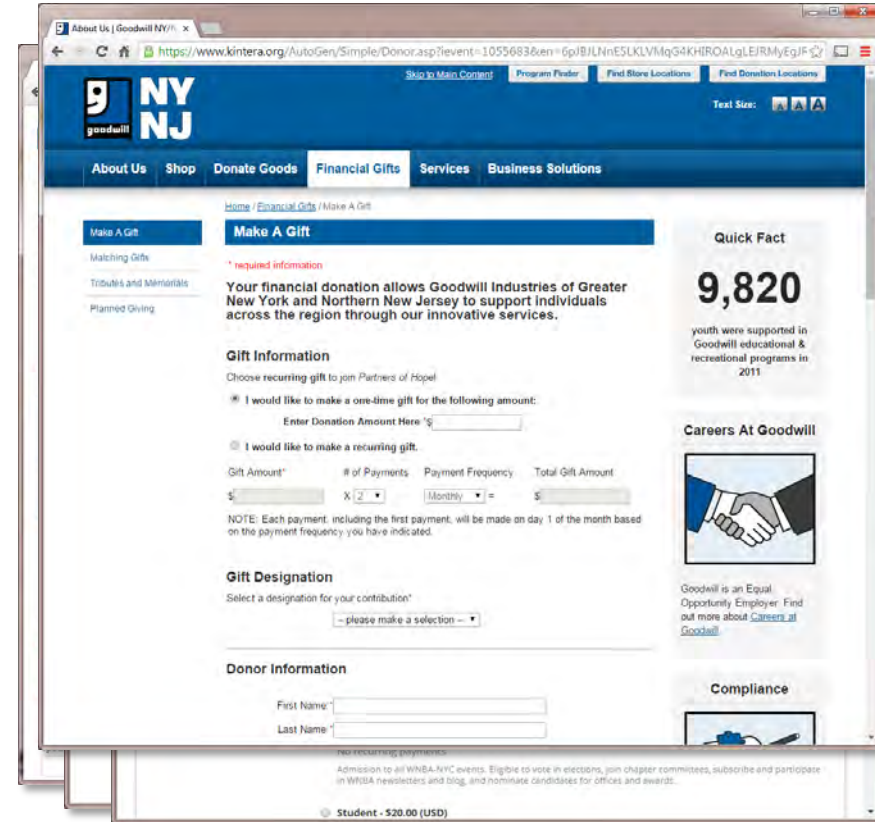 About Us | Goodwill NY/
https://www.kintera.org/AutoGen/Simple/Donor.asp?ievent=1055683&en=
Skip to Main Content
Program Finder
Find Store Locations
Find Donation Locations
goodwill
NY
NJ
Text Size: A A A
About Us
Shop
Donate Goods
Financial Gifts
Services
Business Solutions
Home / Financial Gifts / Make A Gift
Make A Gift
Matching Gifts
Tributes and Memorials
Planned Giving
Make A Gift
* required information
Your financial donation allows Goodwill Industries of Greater
New York and Northern New Jersey to support individuals
across the region through our innovative services.
Gift Information
Choose recurring gift to join Partners of Hope!
I would like to make a one-time gift for the following amount:
Enter Donation Amount Here *$
I would like to make a recurring gift.
Gift Amount* # of Payments Payment Frequency Total Gift Amount
$ X 2 Monthly = $
NOTE: Each payment, including the first payment, will be made on day 1 of the month based
on the payment frequency you have indicated.
Gift Designation
Select a designation for your contribution*
-- please make a selection --
Donor Information
First Name *
Last Name *
Quick Fact
9,820
youth were supported in
Goodwill educational &
recreational programs in
2011
Careers At Goodwill
Goodwill is an Equal
Opportunity Employer. Find
out more about Careers at
Goodwill.
Compliance
No recurring payments
Admission to all WNBA-NYC events. Eligible to vote in elections, join chapter committees, subscribe and participate
in WNBA newsletters and blog, and nominate candidates for offices and awards.
Student - $20.00 (USD)